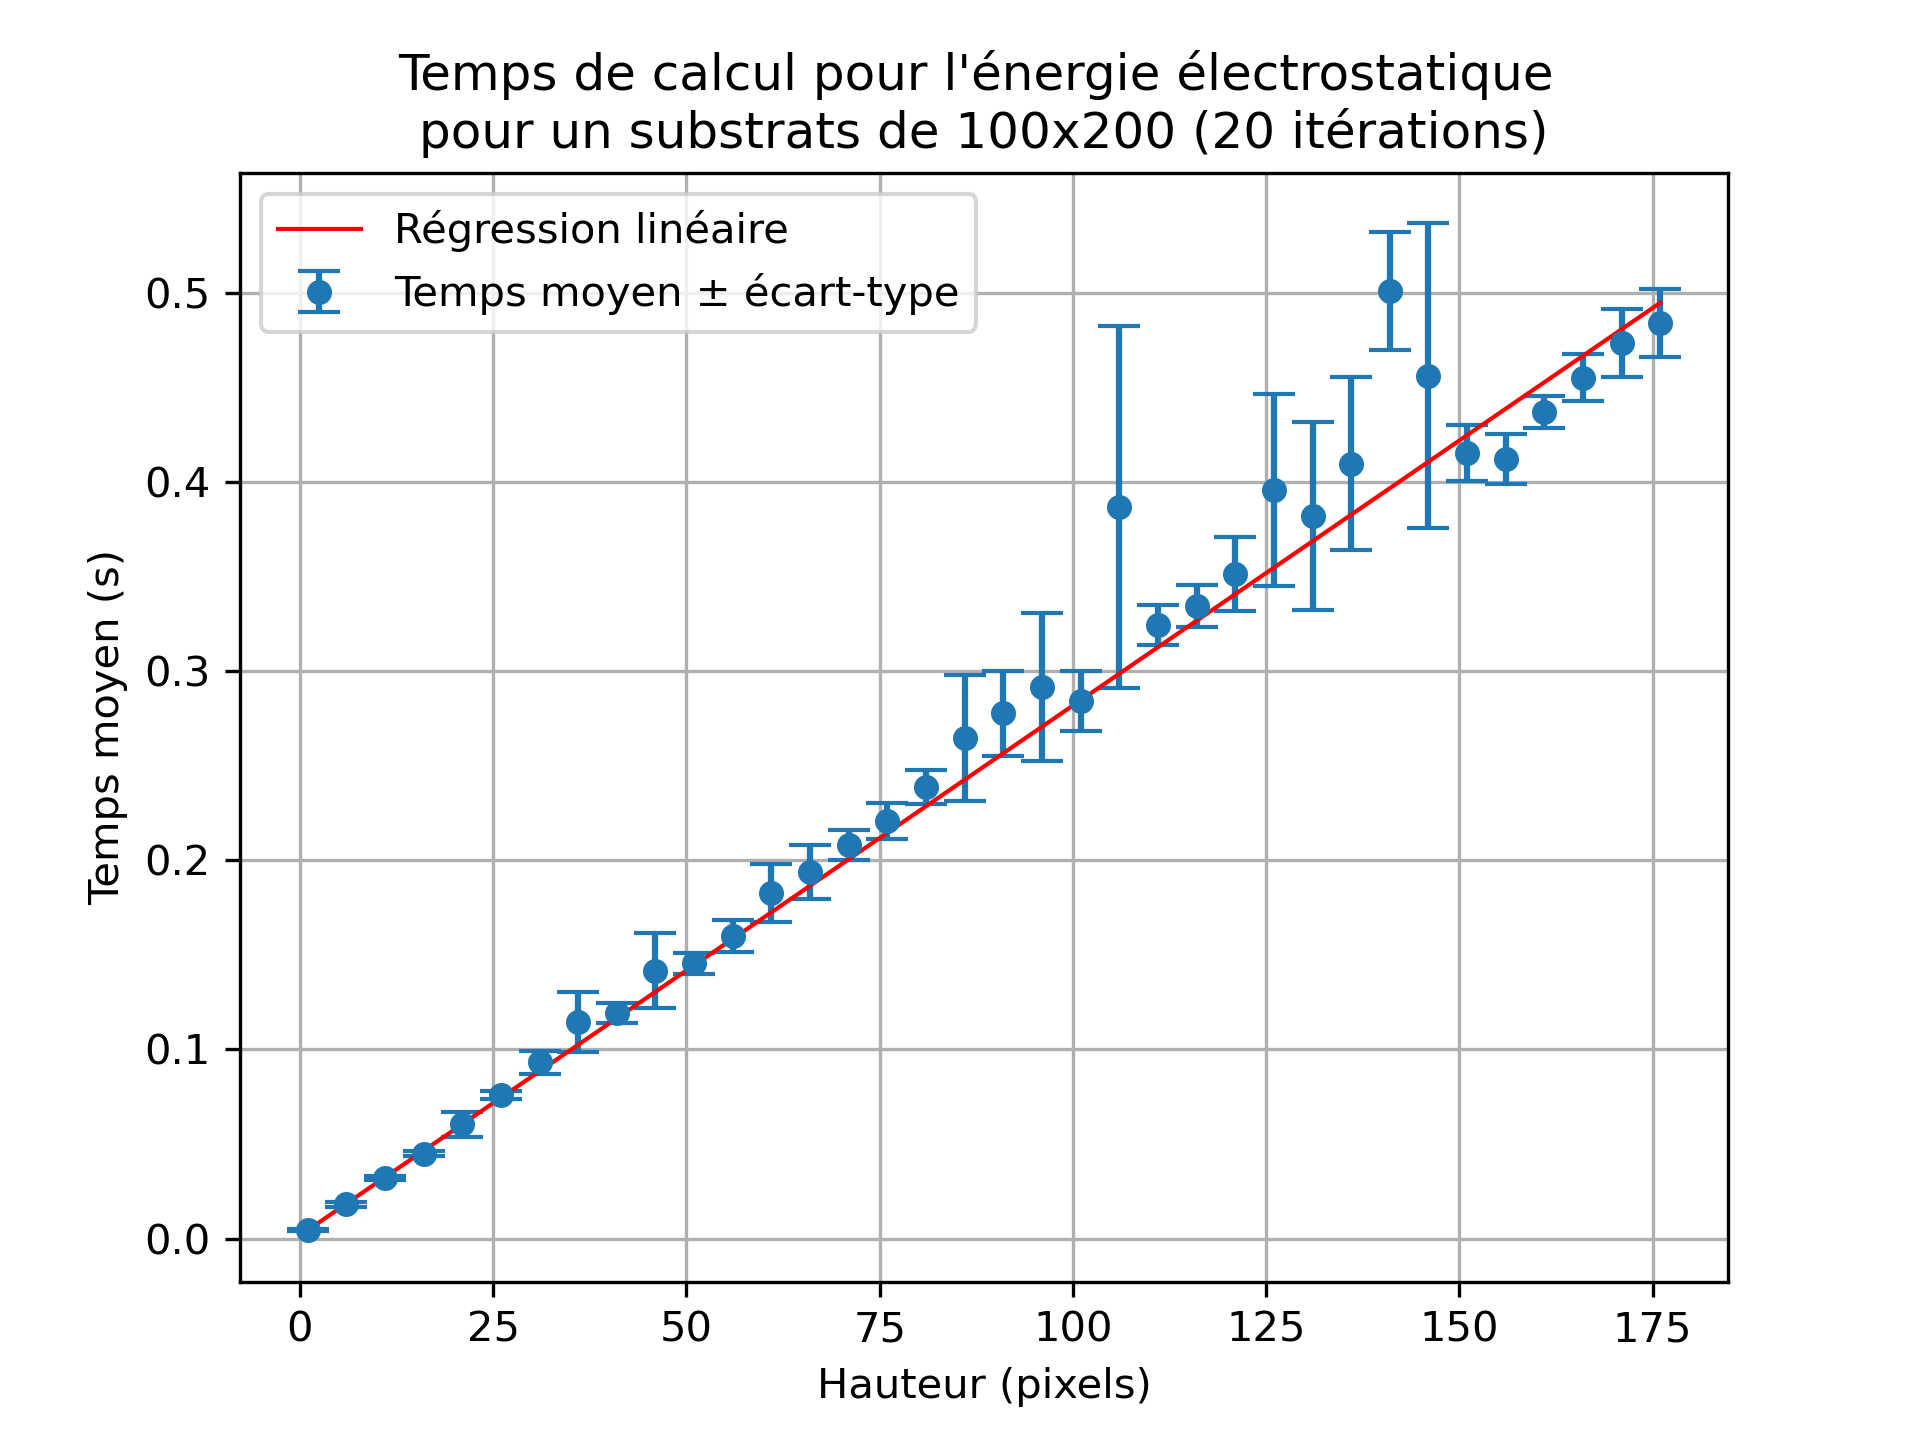 Temps de calcul pour l'énergie électrostatique
pour un substrats de 100x200 (20 itérations)
Régression linéaire
Temps moyen ± écart-type
Temps moyen (s)
0.5
0.4
0.3
0.2
0.1
0.0
0 25 50 75 100 125 150 175
Hauteur (pixels)